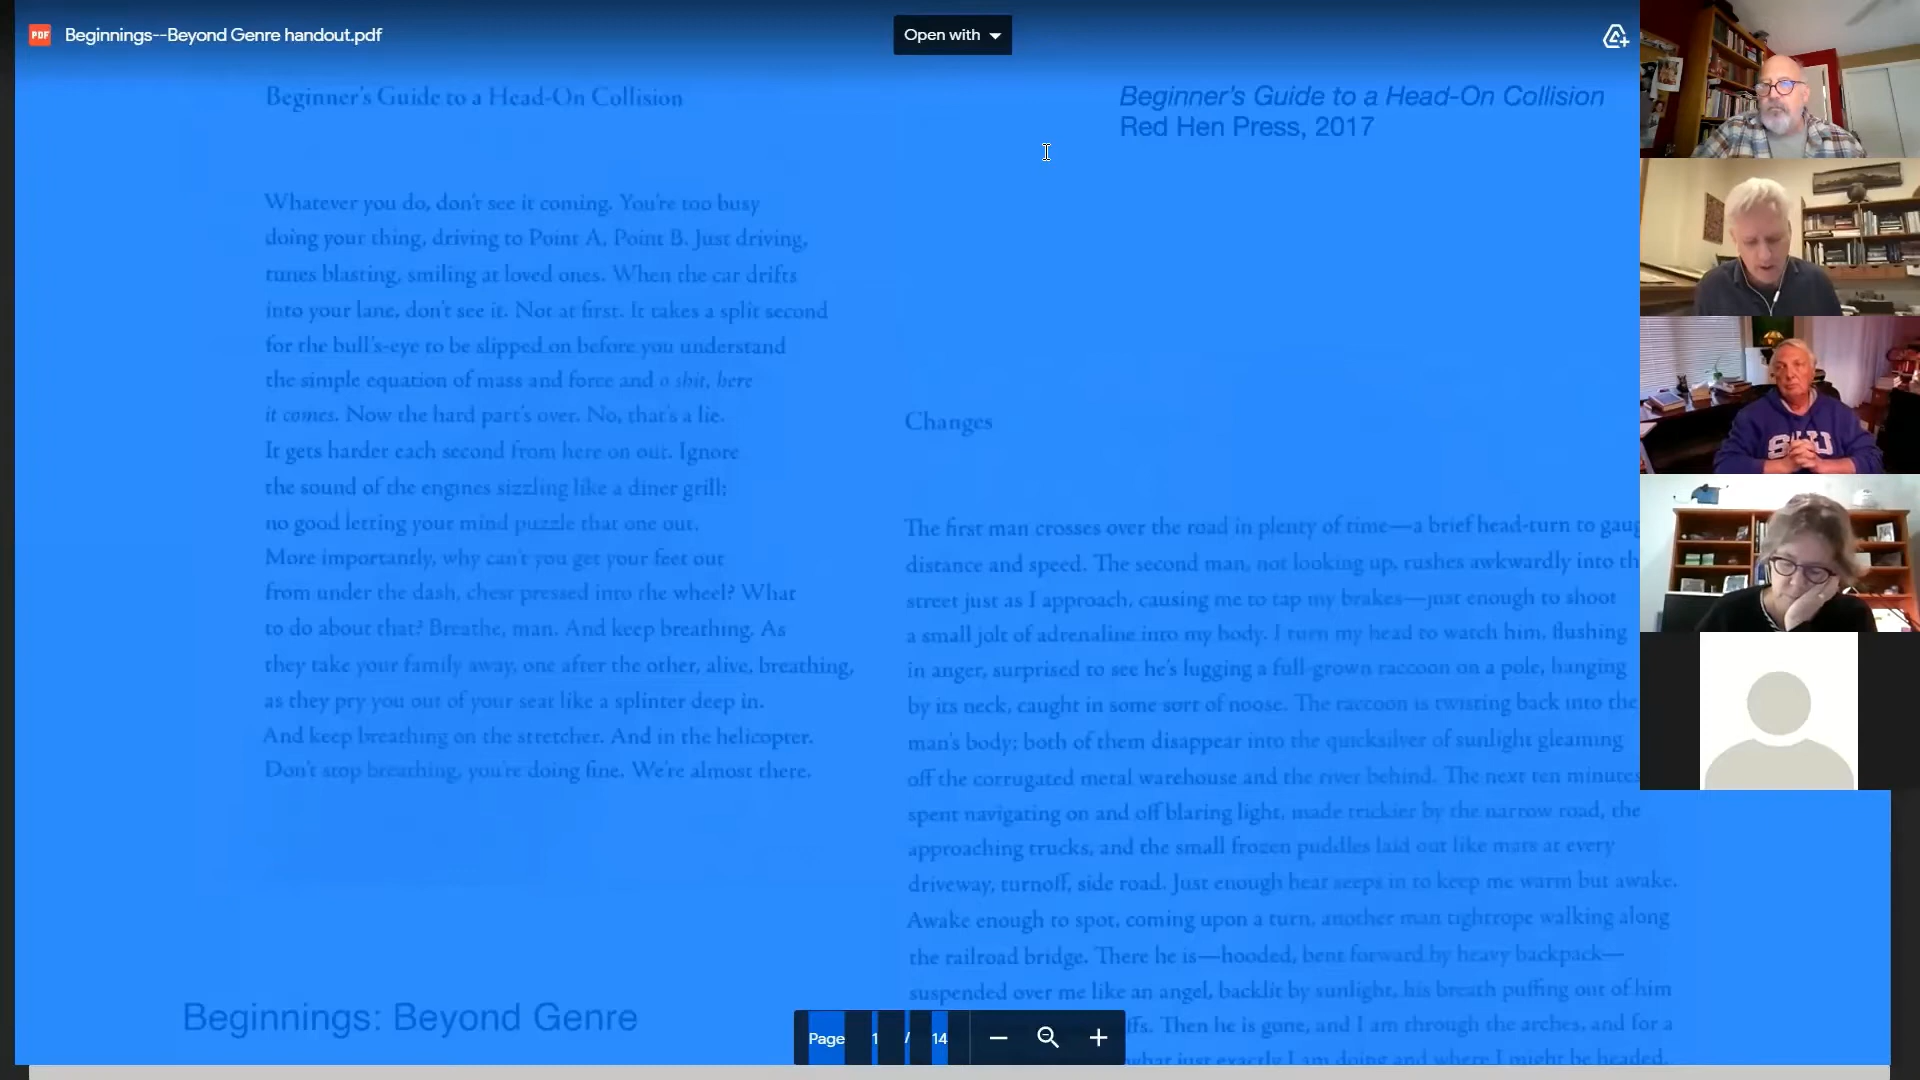 PDF Beginnings--Beyond Genre handout.pdf
Open with
Beginner's Guide to a Head-On Collision
Whatever you do, don't see it coming. You're too busy
doing your thing, driving to Point A, Point B. Just driving,
tunes blasting, smiling at loved ones. When the car drifts
into your lane, don't see it. Not at first. It takes a split second
for the bull's-eye to be slipped on before you understand
the simple equation of mass and force and o shit, here
it comes. Now the hard part's over. No, that's a lie.
It gets harder each second from here on out. Ignore
the sound of the engines sizzling like a diner grill;
no good letting your mind puzzle that one out.
More importantly, why can't you get your feet out
from under the dash, chest pressed into the wheel? What
to do about that? Breathe, man. And keep breathing. As
they take your family away, one after the other, alive, breathing,
as they pry you out of your seat like a splinter deep in.
And keep breathing on the stretcher. And in the helicopter.
Don't stop breathing, you're doing fine. We're almost there.
Beginnings: Beyond Genre
Beginner's Guide to a Head-On Collision
Red Hen Press, 2017
Changes
The first man crosses over the road in plenty of time—a brief head-turn to gaug
distance and speed. The second man, not looking up, rushes awkwardly into th
street just as I approach, causing me to tap my brakes—just enough to shoot
a small jolt of adrenaline into my body. I turn my head to watch him, flushing
in anger, surprised to see he's lugging a full-grown raccoon on a pole, hanging
by its neck, caught in some sort of noose. The raccoon is twisting back into the
man's body; both of them disappear into the quicksilver of sunlight gleaming
off the corrugated metal warehouse and the river behind. The next ten minutes
spent navigating on and off blaring light, made trickier by the narrow road, the
approaching trucks, and the small frozen puddles laid out like mats at every
driveway, turnoff, side road. Just enough heat seeps in to keep me warm but awake.
Awake enough to spot, coming upon a turn, another man tightrope walking along
the railroad bridge. There he is—hooded, bent forward by heavy backpack—
suspended over me like an angel, backlit by sunlight, his breath puffing out of him
ffs. Then he is gone, and I am through the arches, and for a
what just exactly I am doing and where I might be headed.
Page 1 / 14
SLU